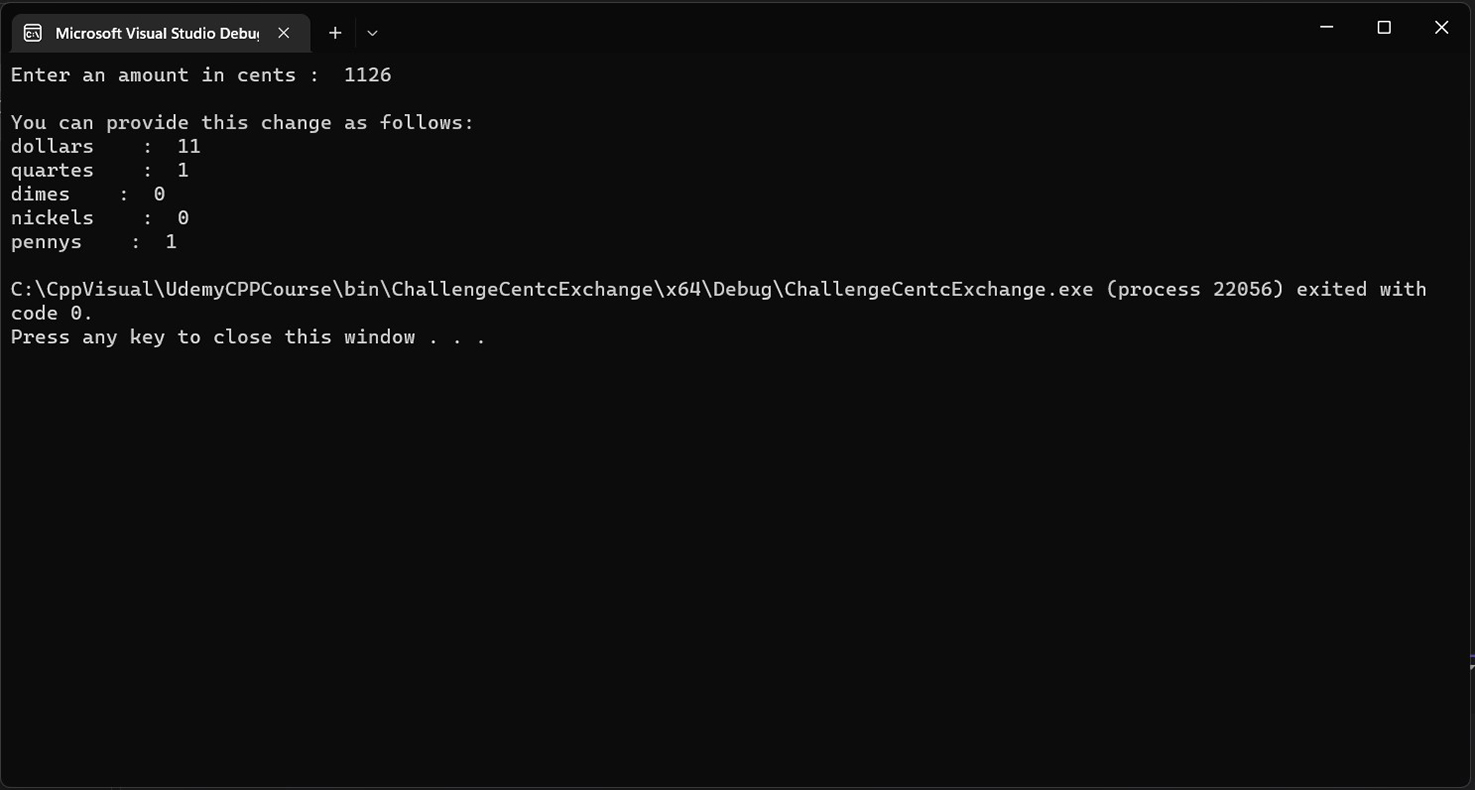 Microsoft Visual Studio Debu
Enter an amount in cents :  1126
You can provide this change as follows:
dollars    :  11
quartes    :  1
dimes    :  0
nickels    :  0
pennys    :  1
C:\CppVisual\UdemyCPPCourse\bin\ChallengeCentcExchange\x64\Debug\ChallengeCentcExchange.exe (process 22056) exited with
code 0.
Press any key to close this window . . .